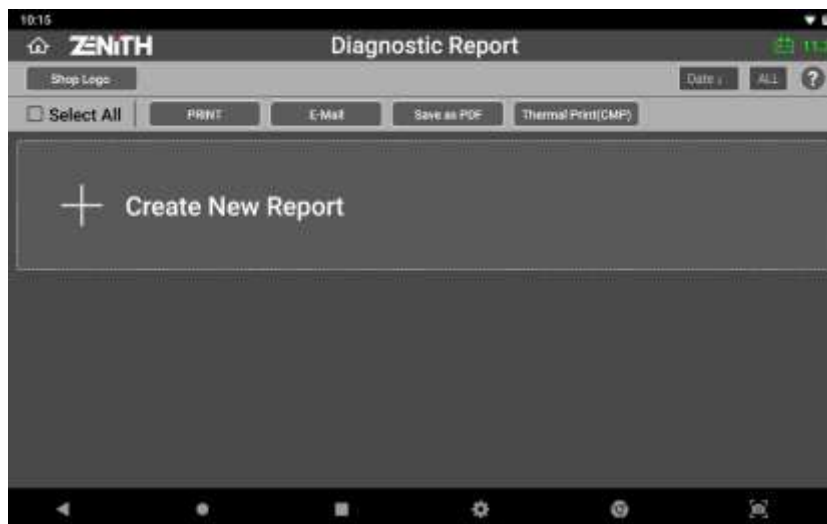 10:15
ZENITH Diagnostic Report
Shop Logo Date ↓ ALL ?
Select All PRINT E-Mail Save as PDF Thermal Print(CMP)
Create New Report